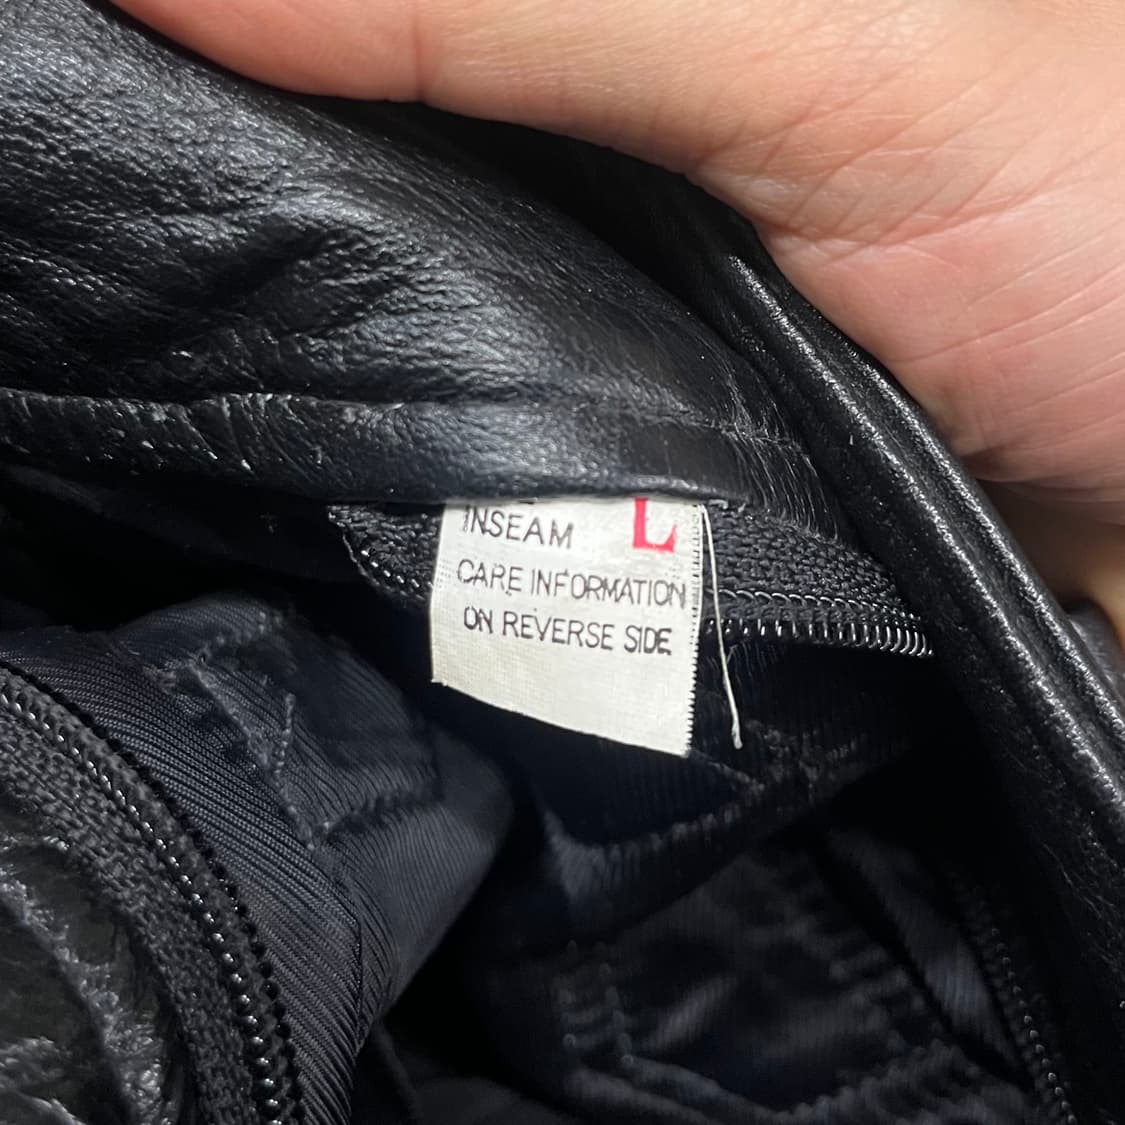 INSEAM L
CARE INFORMATION
ON REVERSE SIDE